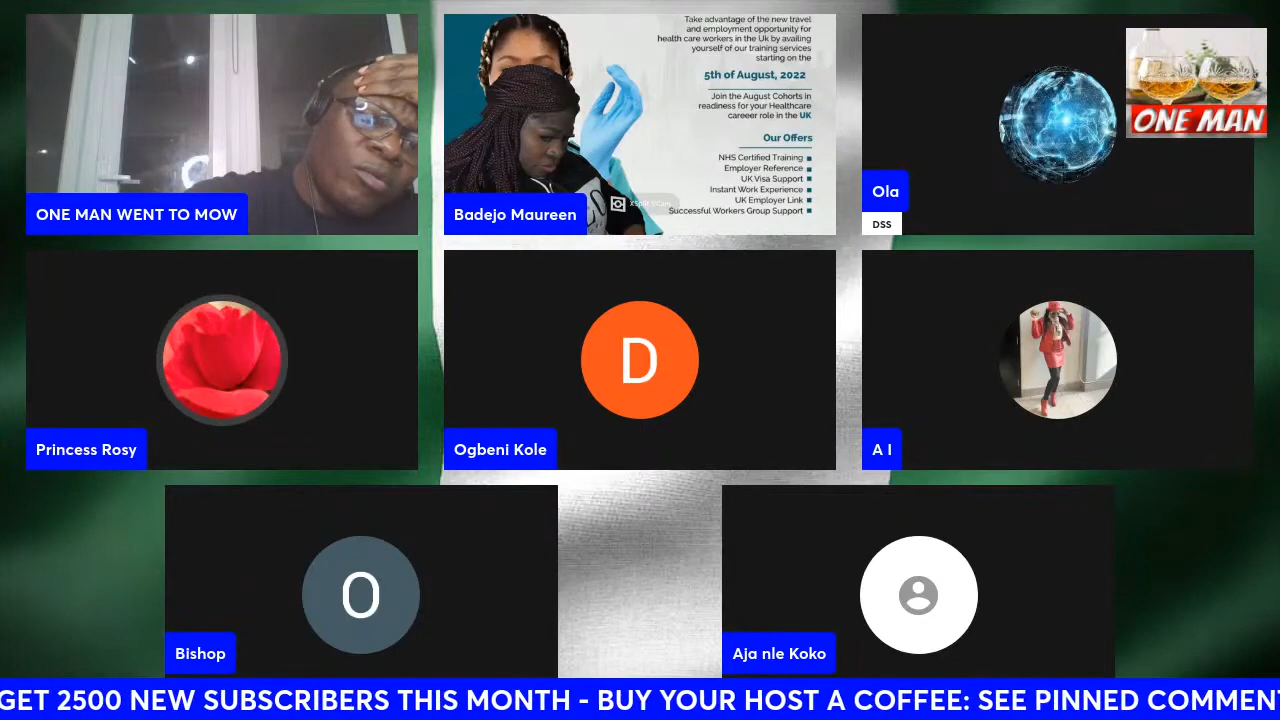 ONE MAN WENT TO MOW
Take advantage of the new travel
and employment opportunity for
health care workers in the Uk by availing
yourself of our training services
starting on the
5th of August, 2022
Join the August Cohorts in
readiness for your Healthcare
career role in the UK
Our Offers
NHS Certified Training
Employer Reference
UK Visa Support
Instant Work Experience
UK Employer Link
Successful Workers Group Support
XSplit VCam
Badejo Maureen
ONE MAN
Ola
DSS
Princess Rosy
D
Ogbeni Kole
A I
O
Bishop
Aja nle Koko
GET 2500 NEW SUBSCRIBERS THIS MONTH - BUY YOUR HOST A COFFEE: SEE PINNED COMMENT